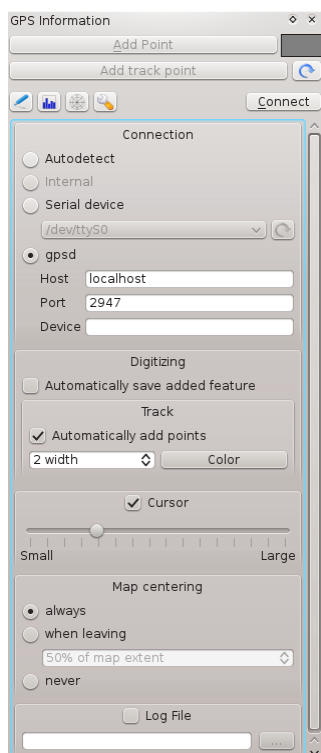 GPS Information
Add Point
Add track point
Connect
Connection
Autodetect
Internal
Serial device
/dev/ttyS0
gpsd
Host localhost
Port 2947
Device
Digitizing
Automatically save added feature
Track
Automatically add points
2 width Color
Cursor
Small Large
Map centering
always
when leaving
50% of map extent
never
Log File
...